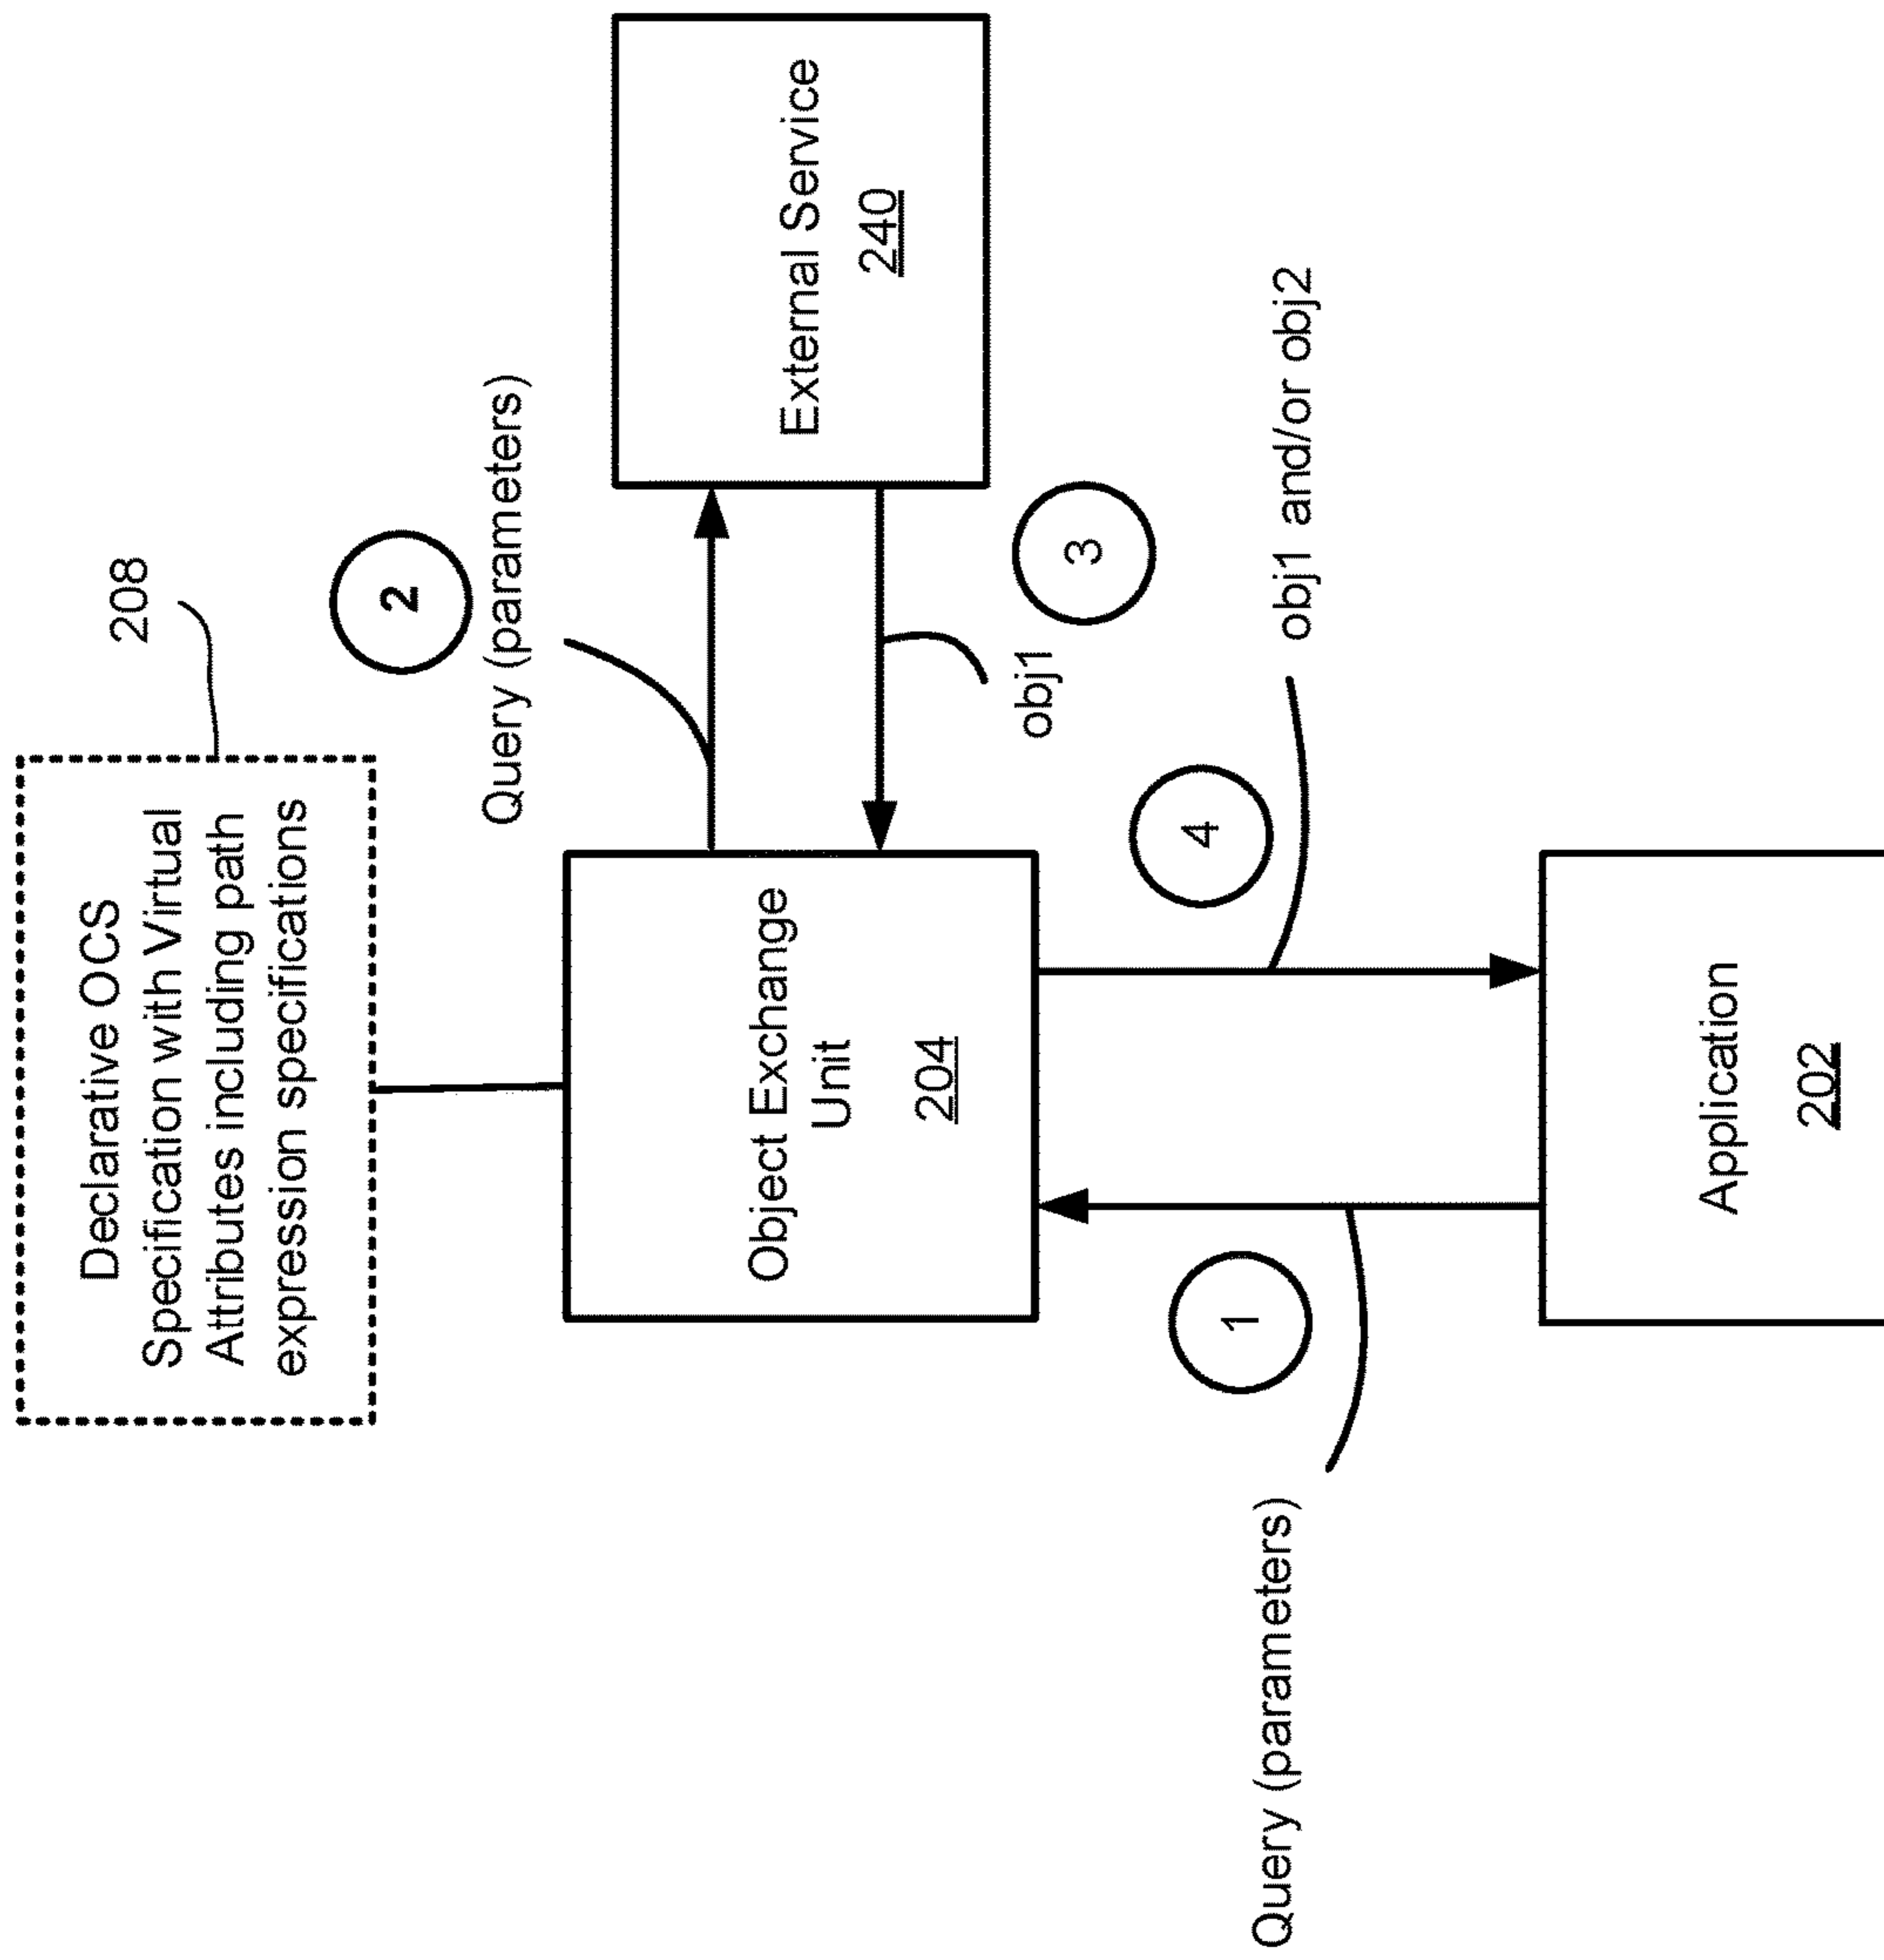 Declarative OCS
Specification with Virtual
Attributes including path
expression specifications
208
2
Query (parameters)
External Service
240
Object Exchange
Unit
204
obj1
3
4
obj1 and/or obj2
1
Query (parameters)
Application
202